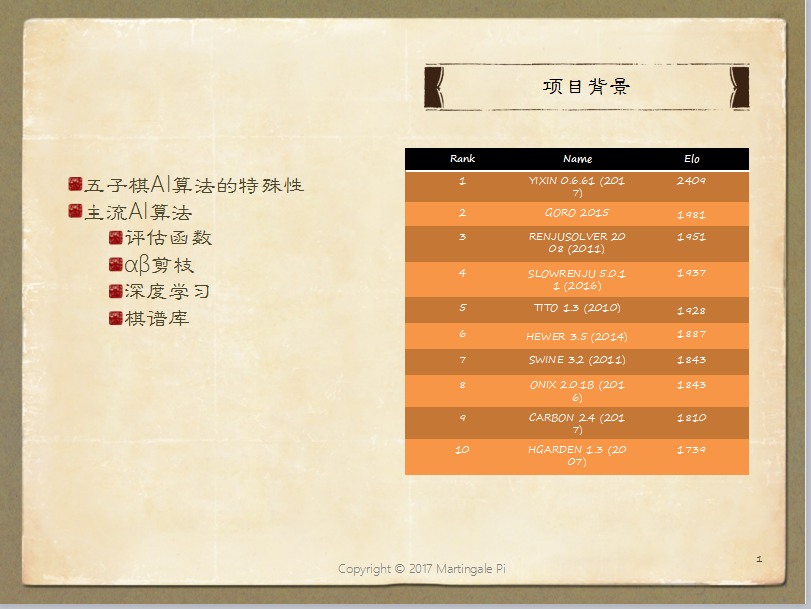 项目背景
五子棋AI算法的特殊性
主流AI算法
评估函数
αβ剪枝
深度学习
棋谱库
Rank Name Elo
1 YIXIN 0.6.61 (201 2409
7)
2 GORO 2015 1981
3 RENJUSOLVER 20 1951
08 (2011)
4 SLOWRENJU 5.0.1 1937
1 (2016)
5 TITO 1.3 (2010) 1928
6 HEWER 3.5 (2014) 1887
7 SWINE 3.2 (2011) 1843
8 ONIX 2.0.1B (201 1843
6)
9 CARBON 2.4 (201 1810
7)
10 HGARDEN 1.3 (20 1739
07)
Copyright © 2017 Martingale Pi
1